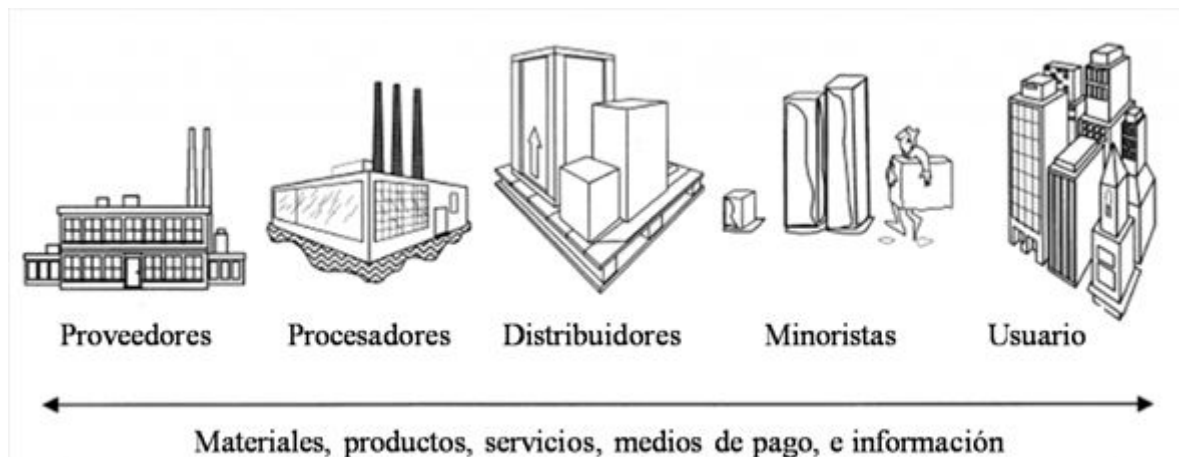 Proveedores Procesadores Distribuidores Minoristas Usuario
Materiales, productos, servicios, medios de pago, e información